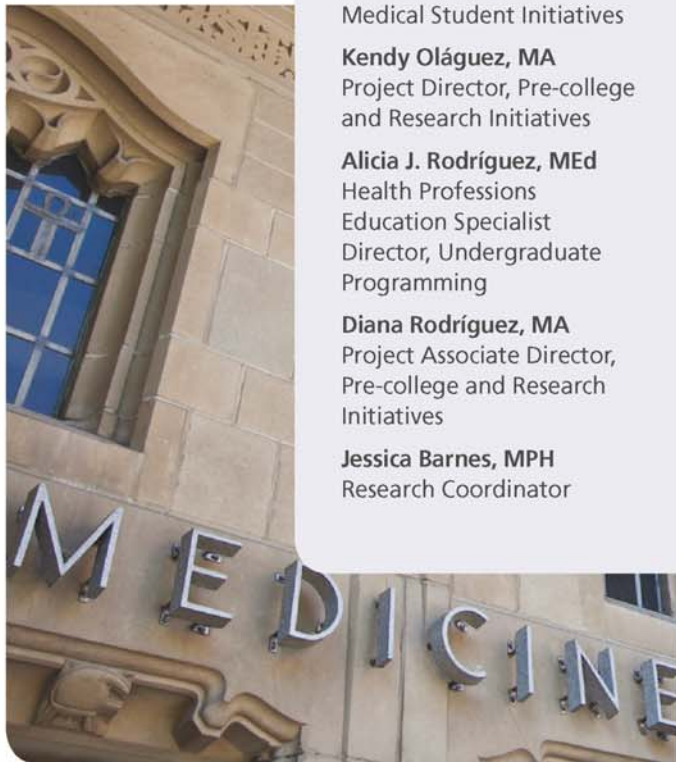 Medical Student Initiatives
Kendy Oláguez, MA
Project Director, Pre-college
and Research Initiatives
Alicia J. Rodríguez, MEd
Health Professions
Education Specialist
Director, Undergraduate
Programming
Diana Rodríguez, MA
Project Associate Director,
Pre-college and Research
Initiatives
Jessica Barnes, MPH
Research Coordinator
MEDICINE